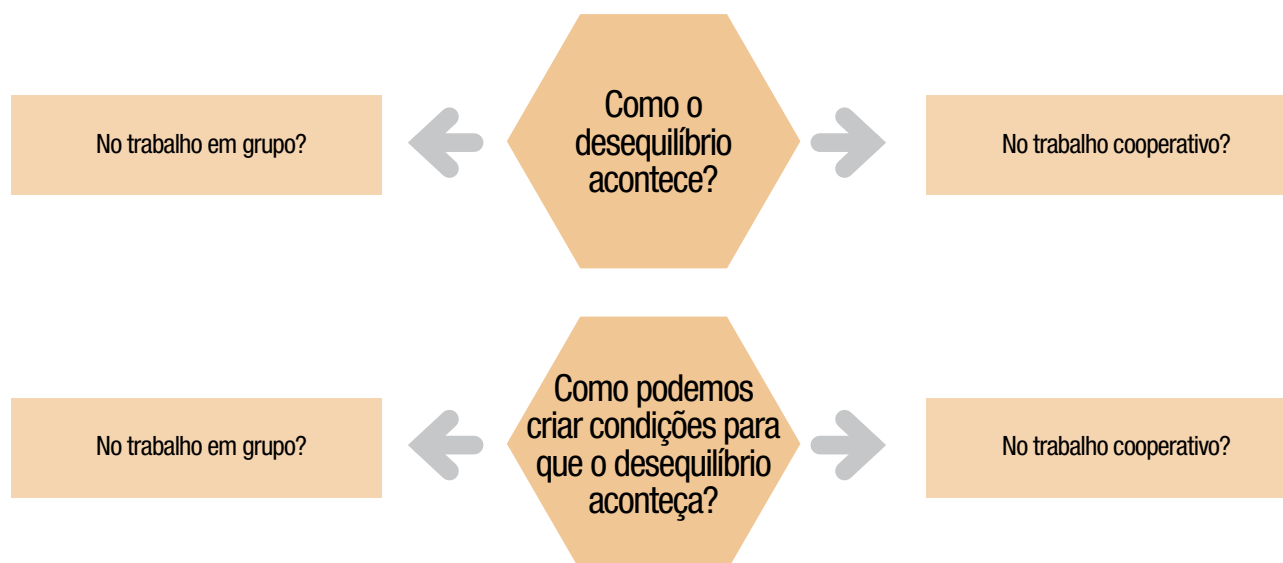 Como o
desequilíbrio
acontece?
No trabalho em grupo?
No trabalho cooperativo?
Como podemos
criar condições para
que o desequilíbrio
aconteça?
No trabalho em grupo?
No trabalho cooperativo?